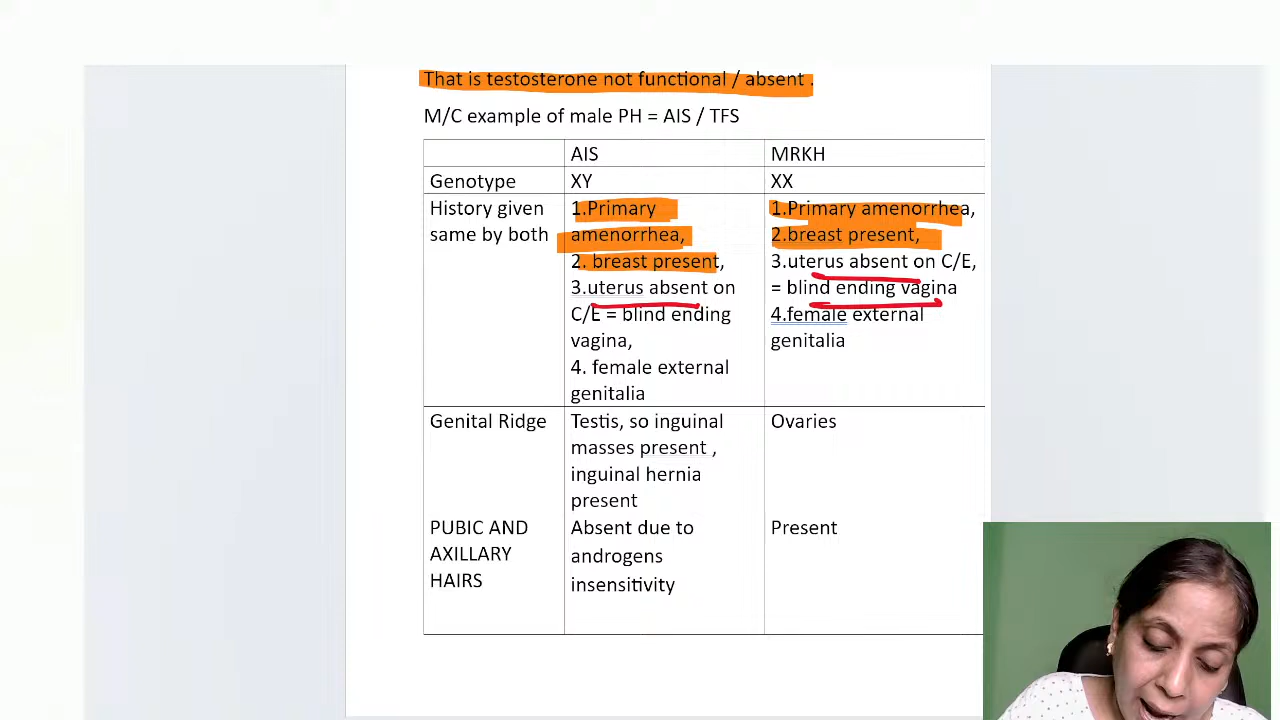 That is testosterone not functional / absent .
M/C example of male PH = AIS / TFS
AIS MRKH
Genotype XY XX
History given same by both
1.Primary amenorrhea,
2. breast present,
3.uterus absent on C/E = blind ending vagina,
4. female external genitalia
1.Primary amenorrhea,
2.breast present,
3.uterus absent on C/E,
= blind ending vagina
4.female external genitalia
Genital Ridge
Testis, so inguinal masses present , inguinal hernia present
Ovaries
PUBIC AND AXILLARY HAIRS
Absent due to androgens insensitivity
Present